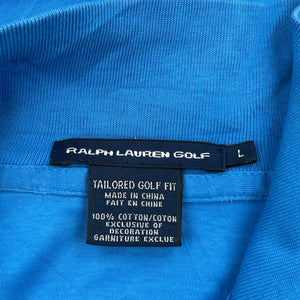 RALPH LAUREN GOLF L
TAILORED GOLF FIT
MADE IN CHINA
FAIT EN CHINE
100% COTTON/COTON
EXCLUSIVE OF
DECORATION
GARNITURE EXCLUE